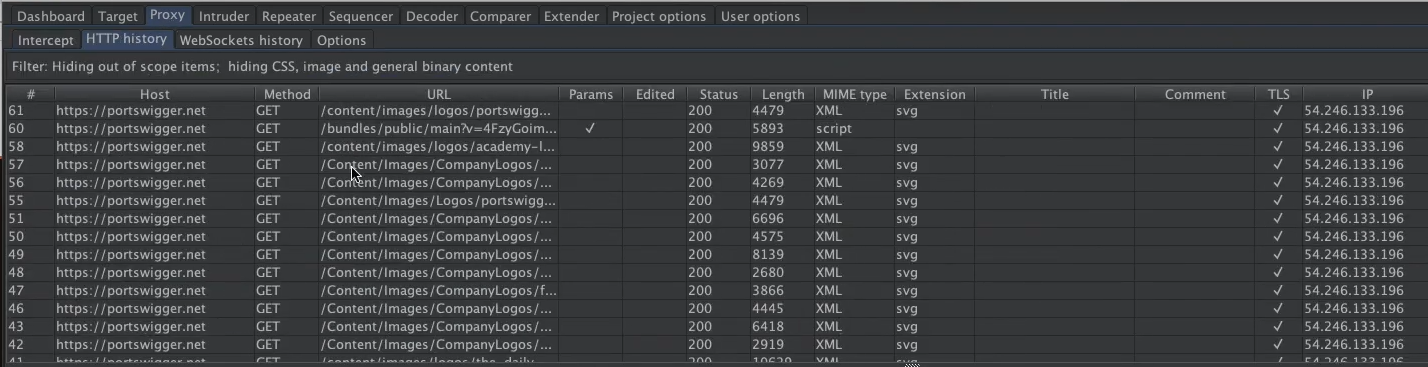 Dashboard Target Proxy Intruder Repeater Sequencer Decoder Comparer Extender Project options User options
Intercept HTTP history WebSockets history Options
Filter: Hiding out of scope items; hiding CSS, image and general binary content
# Host Method URL Params Edited Status Length MIME type Extension Title Comment TLS IP
61 https://portswigger.net GET /content/images/logos/portswigg... 200 4479 XML svg ✓ 54.246.133.196
60 https://portswigger.net GET /bundles/public/main?v=4FzyGoim... ✓ 200 5893 script ✓ 54.246.133.196
58 https://portswigger.net GET /content/images/logos/academy-l... 200 9859 XML svg ✓ 54.246.133.196
57 https://portswigger.net GET /Content/Images/CompanyLogos/... 200 3077 XML svg ✓ 54.246.133.196
56 https://portswigger.net GET /Content/Images/CompanyLogos/... 200 4269 XML svg ✓ 54.246.133.196
55 https://portswigger.net GET /Content/Images/Logos/portswigg... 200 4479 XML svg ✓ 54.246.133.196
51 https://portswigger.net GET /Content/Images/CompanyLogos/... 200 6696 XML svg ✓ 54.246.133.196
50 https://portswigger.net GET /Content/Images/CompanyLogos/... 200 4575 XML svg ✓ 54.246.133.196
49 https://portswigger.net GET /Content/Images/CompanyLogos/... 200 8139 XML svg ✓ 54.246.133.196
48 https://portswigger.net GET /Content/Images/CompanyLogos/... 200 2680 XML svg ✓ 54.246.133.196
47 https://portswigger.net GET /Content/Images/CompanyLogos/f... 200 3866 XML svg ✓ 54.246.133.196
46 https://portswigger.net GET /Content/Images/CompanyLogos/... 200 4445 XML svg ✓ 54.246.133.196
43 https://portswigger.net GET /Content/Images/CompanyLogos/... 200 6418 XML svg ✓ 54.246.133.196
42 https://portswigger.net GET /Content/Images/CompanyLogos/... 200 2919 XML svg ✓ 54.246.133.196
41 https://portswigger.net GET /content/images/logos/the_daily... 200 XML svg ✓ 54.246.133.196